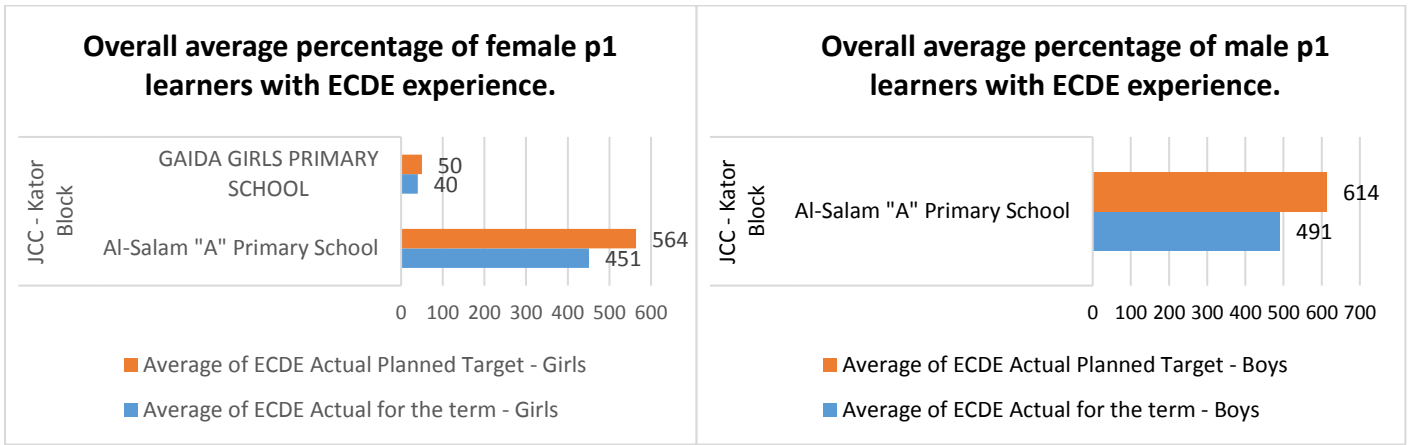 Overall average percentage of female p1
learners with ECDE experience.
JCC - Kator
Block
GAIDA GIRLS PRIMARY
SCHOOL
50
40
Al-Salam "A" Primary School
564
451
0 100 200 300 400 500 600
Average of ECDE Actual Planned Target - Girls
Average of ECDE Actual for the term - Girls
Overall average percentage of male p1
learners with ECDE experience.
JCC - Kator
Block
Al-Salam "A" Primary School
614
491
0 100 200 300 400 500 600 700
Average of ECDE Actual Planned Target - Boys
Average of ECDE Actual for the term - Boys